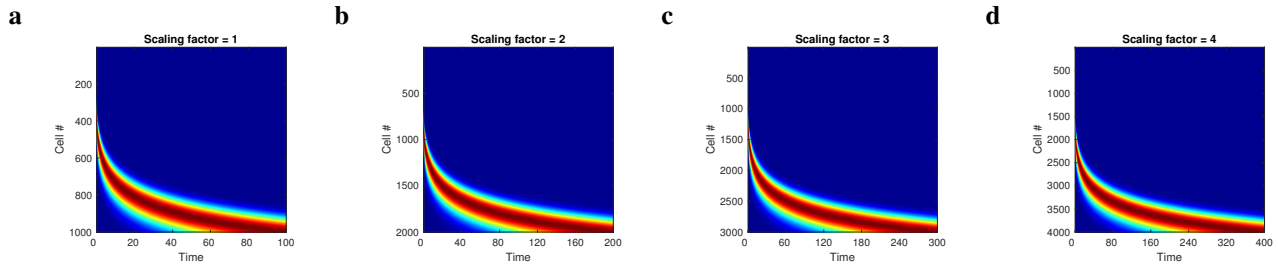 a
Scaling factor = 1
Cell #
200
400
600
800
1000
0 20 40 60 80 100
Time
b
Scaling factor = 2
500
1000
1500
2000
0 40 80 120 160 200
Time
c
Scaling factor = 3
Cell #
500
1000
1500
2000
2500
3000
0 60 120 180 240 300
Time
d
Scaling factor = 4
Cell #
500
1000
1500
2000
2500
3000
3500
4000
0 80 160 240 320 400
Time